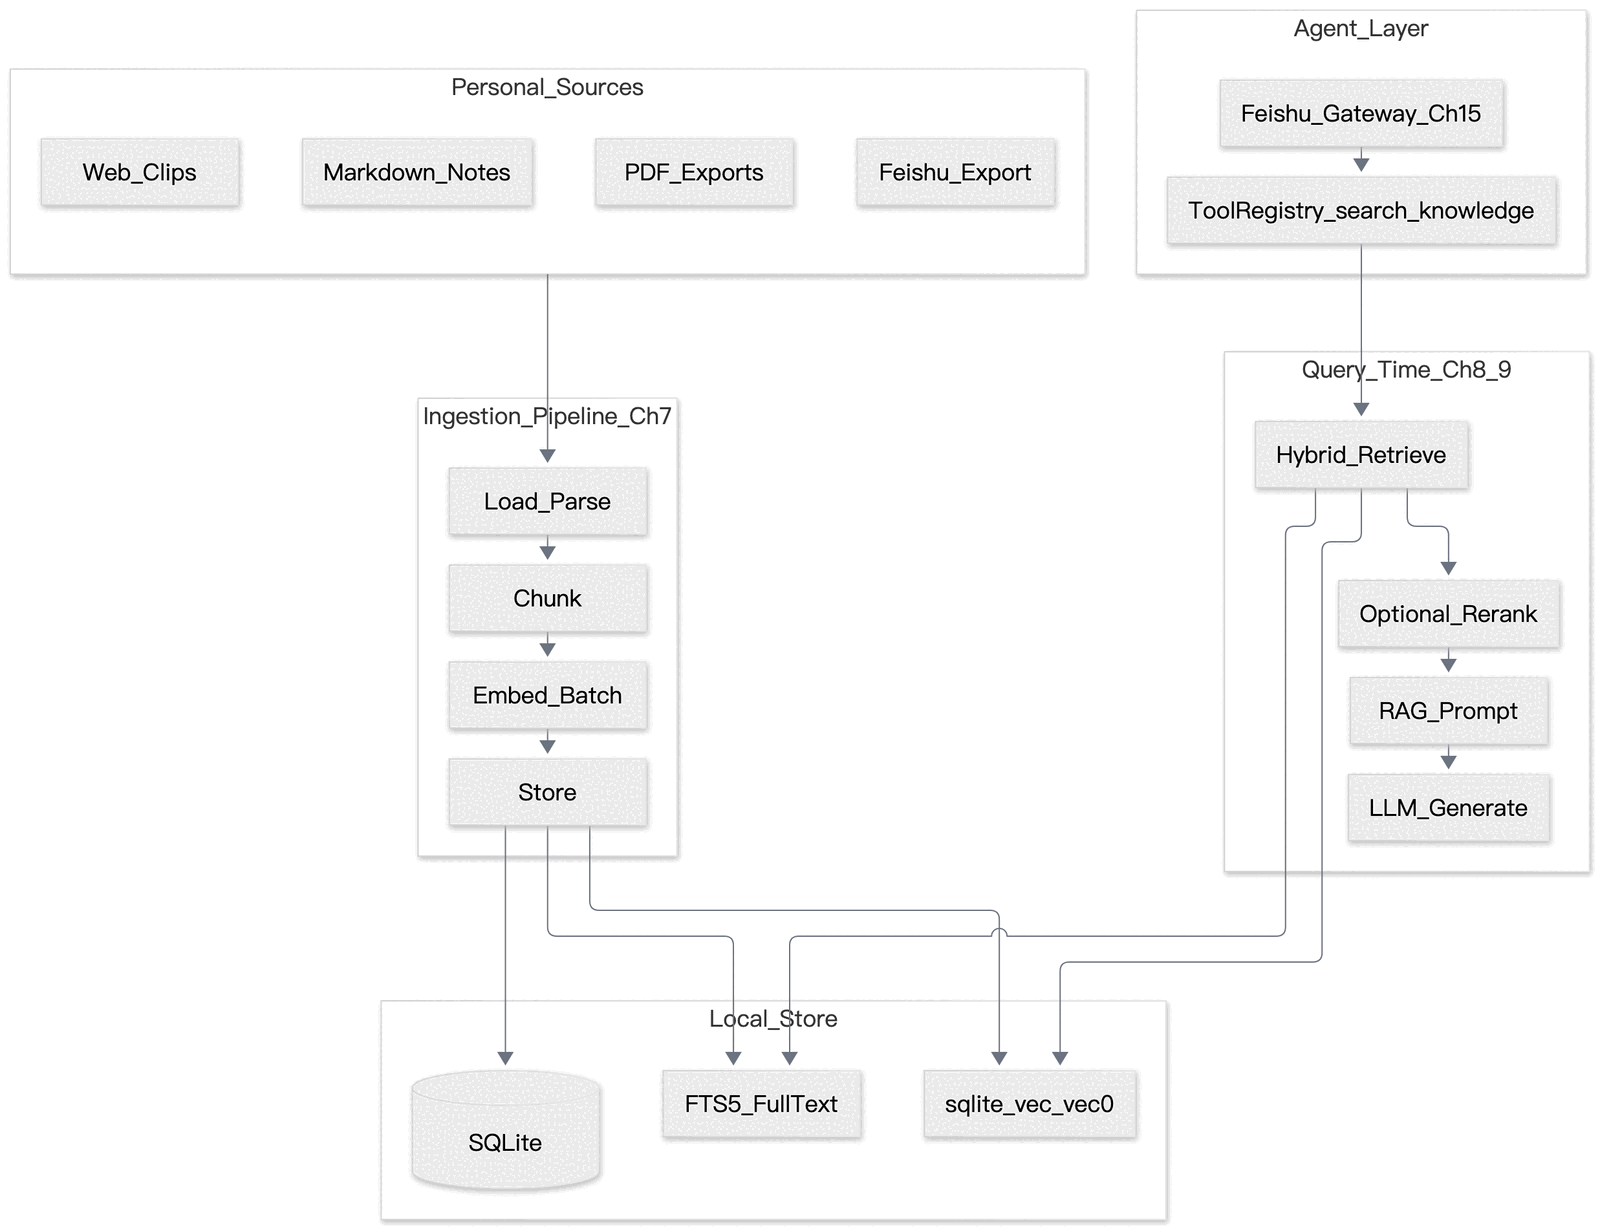 Agent_Layer
Feishu_Gateway_Ch15
ToolRegistry_search_knowledge
Personal_Sources
Web_Clips
Markdown_Notes
PDF_Exports
Feishu_Export
Query_Time_Ch8_9
Hybrid_Retrieve
Optional_Rerank
RAG_Prompt
LLM_Generate
Ingestion_Pipeline_Ch7
Load_Parse
Chunk
Embed_Batch
Store
Local_Store
SQLite
FTS5_FullText
sqlite_vec_vec0